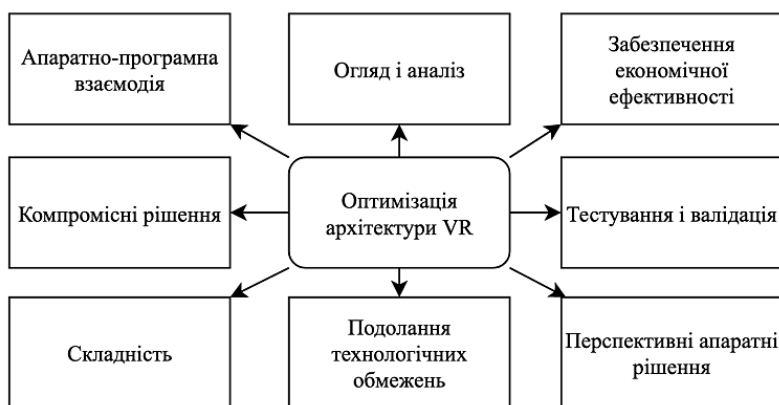 Апаратно-програмна
взаємодія
Огляд і аналіз
Забезпечення
економічної
ефективності
Компромісні рішення
Оптимізація
архітектури VR
Тестування і валідація
Складність
Подолання
технологічних
обмежень
Перспективні апаратні
рішення